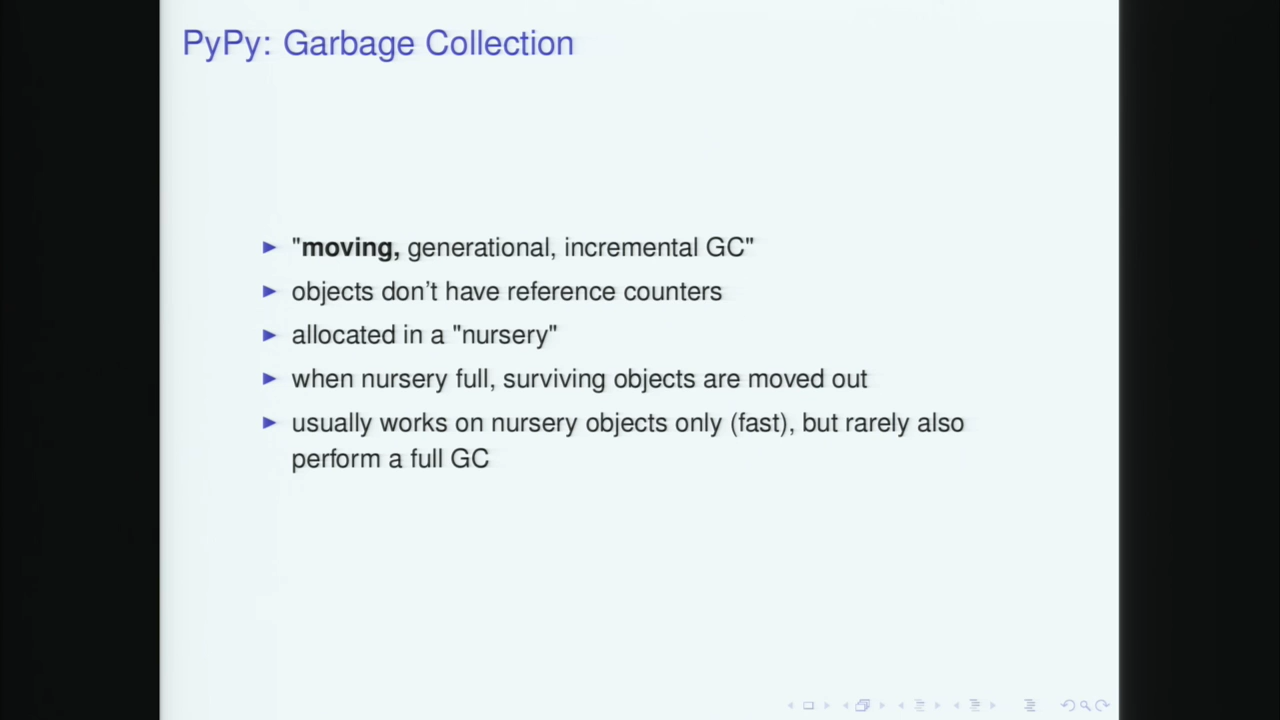 PyPy: Garbage Collection
"moving, generational, incremental GC"
objects don't have reference counters
allocated in a "nursery"
when nursery full, surviving objects are moved out
usually works on nursery objects only (fast), but rarely also
perform a full GC